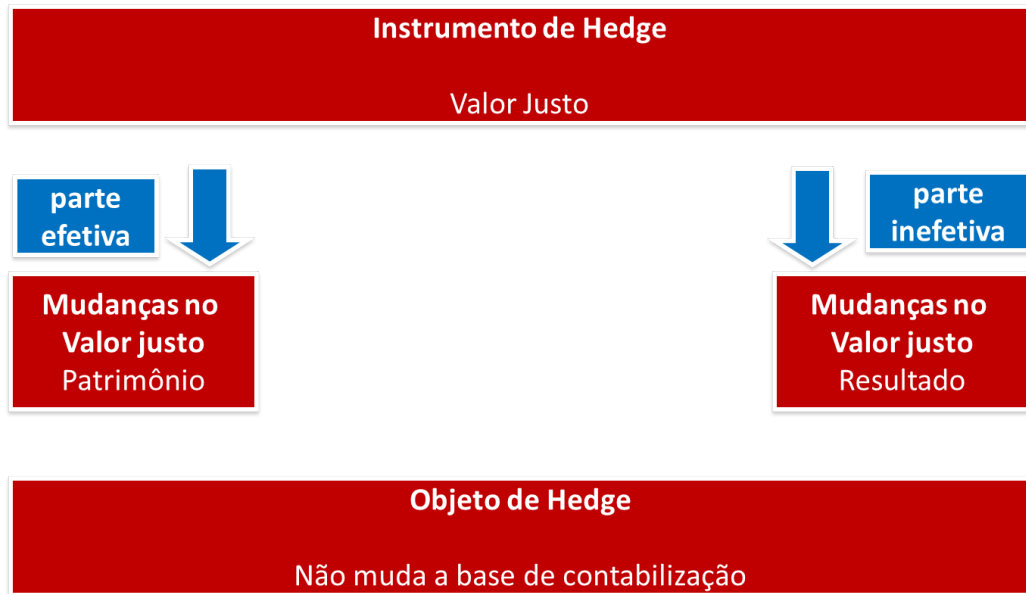 Instrumento de Hedge
Valor Justo
parte
efetiva
parte
inefetiva
Mudanças no
Valor justo
Patrimônio
Mudanças no
Valor justo
Resultado
Objeto de Hedge
Não muda a base de contabilização